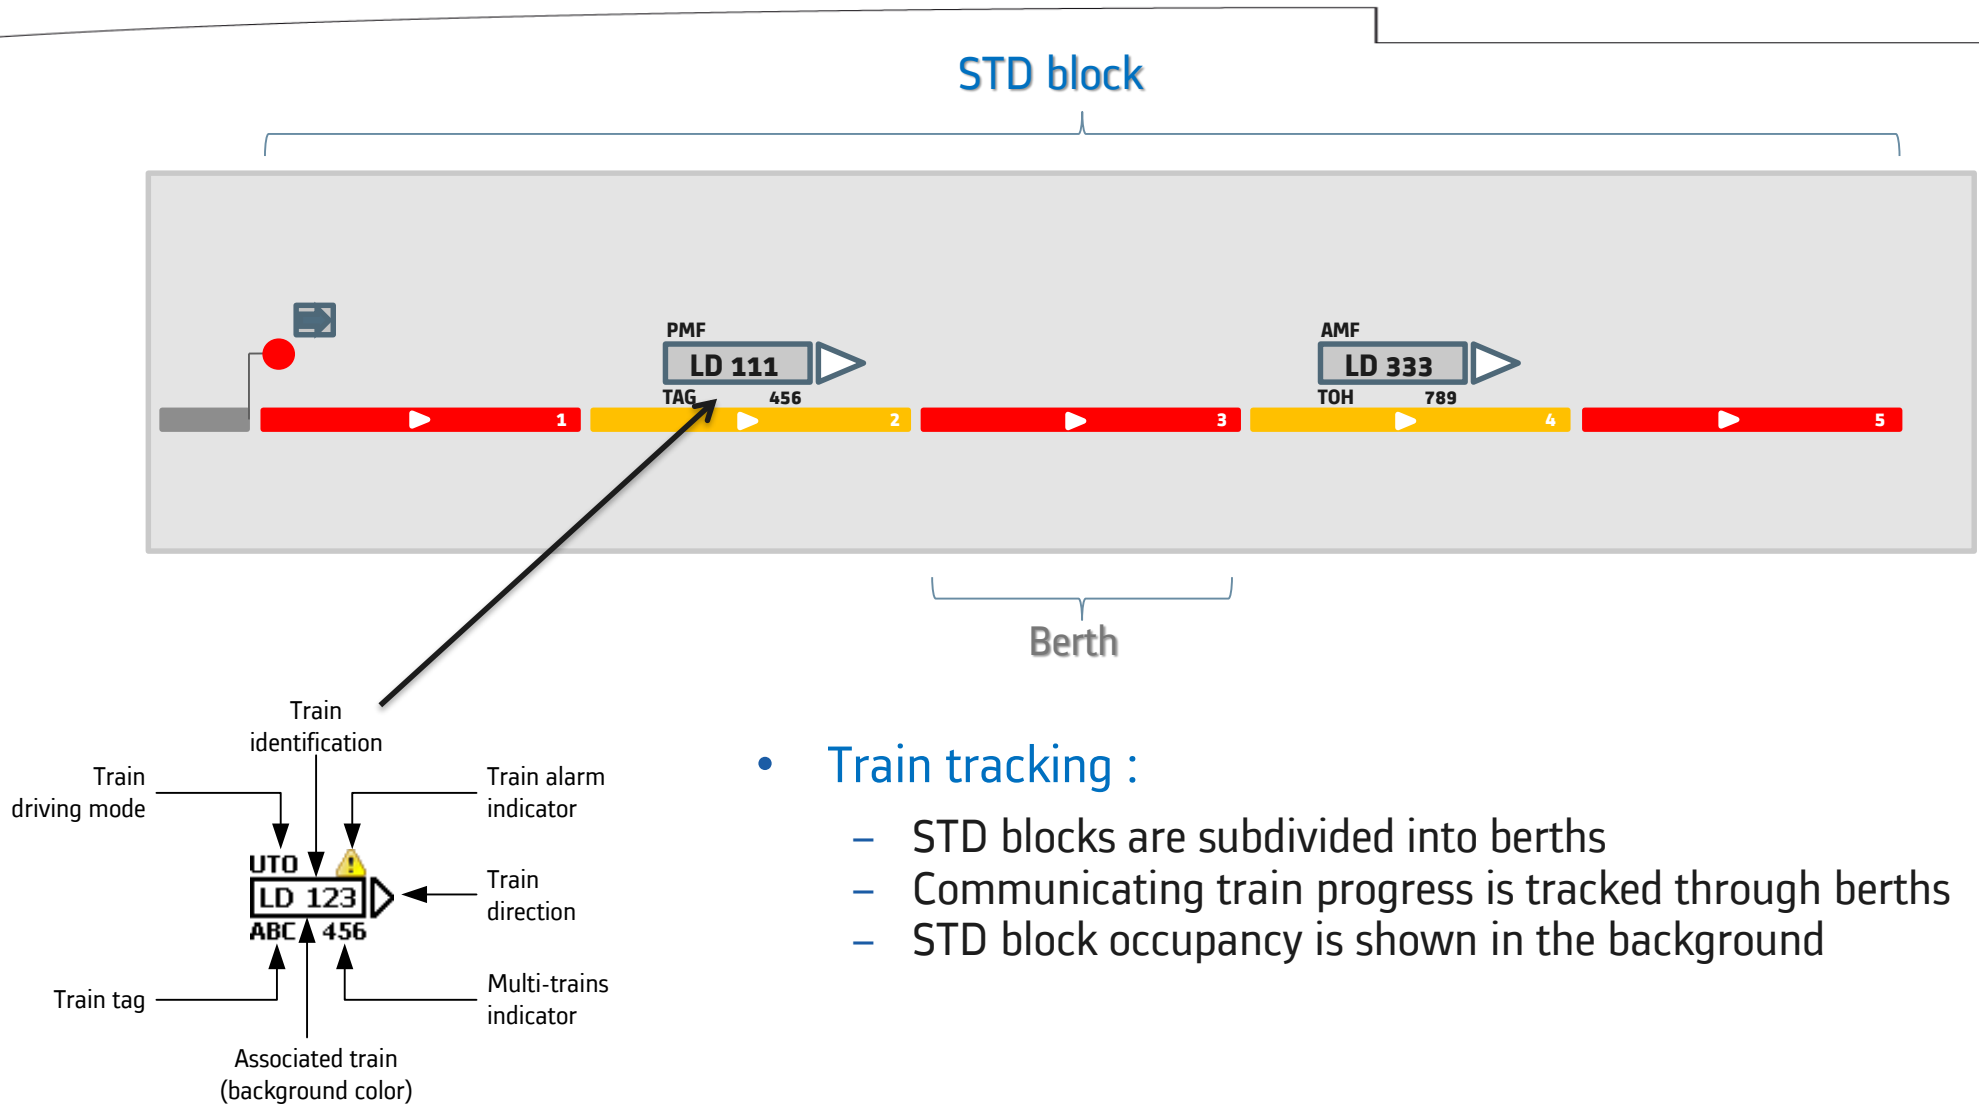 STD block
PMF
LD 111
TAG 456
AMF
LD 333
TOH 789
1 2 3 4 5
Berth
Train
identification
Train
driving mode
Train alarm
indicator
UTO
LD 123
ABC 456
Train
direction
Train tag
Multi-trains
indicator
Associated train
(background color)
• Train tracking :
– STD blocks are subdivided into berths
– Communicating train progress is tracked through berths
– STD block occupancy is shown in the background